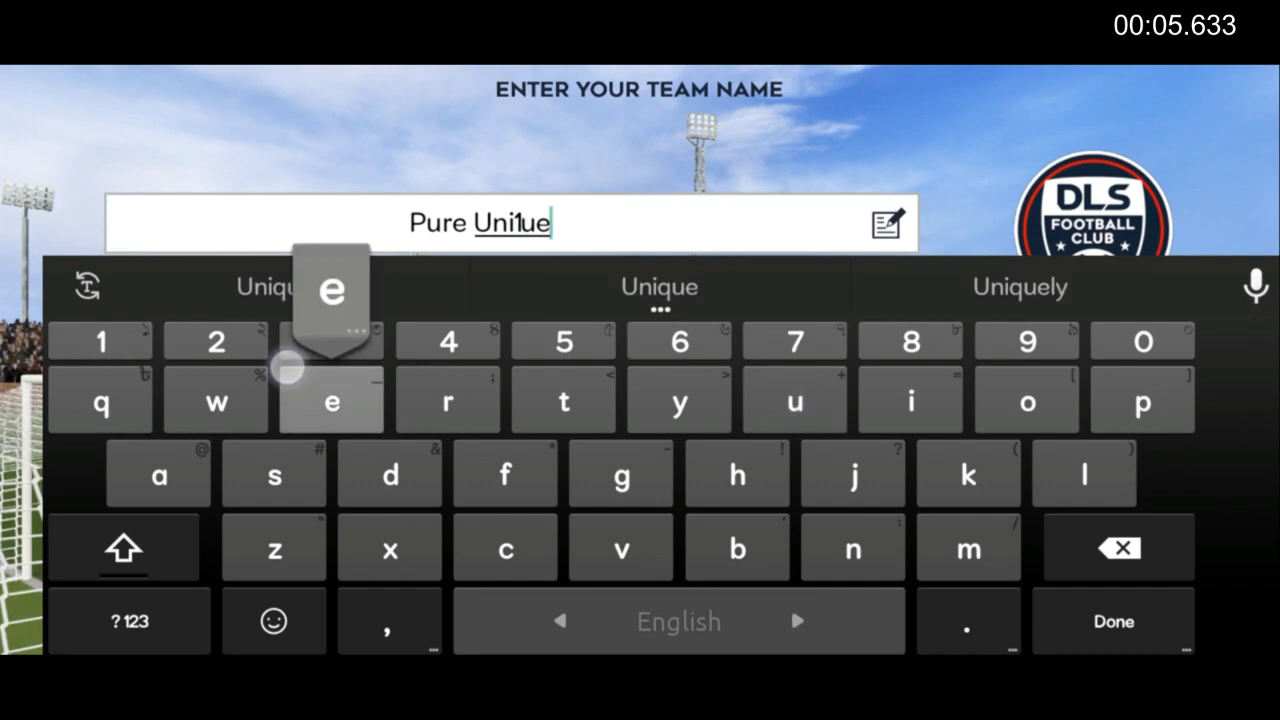 00:05.633
ENTER YOUR TEAM NAME
Pure Uni1ue
DLS
FOOTBALL
CLUB
e
Unique
Uniquely
1 2 4 5 6 7 8 9 0
% _ ; < > + = [ ]
q w e r t y u i o p
@ # & * - ! ? ( )
a s d f g h j k l
" ' : /
z x c v b n m
?123 , English . Done